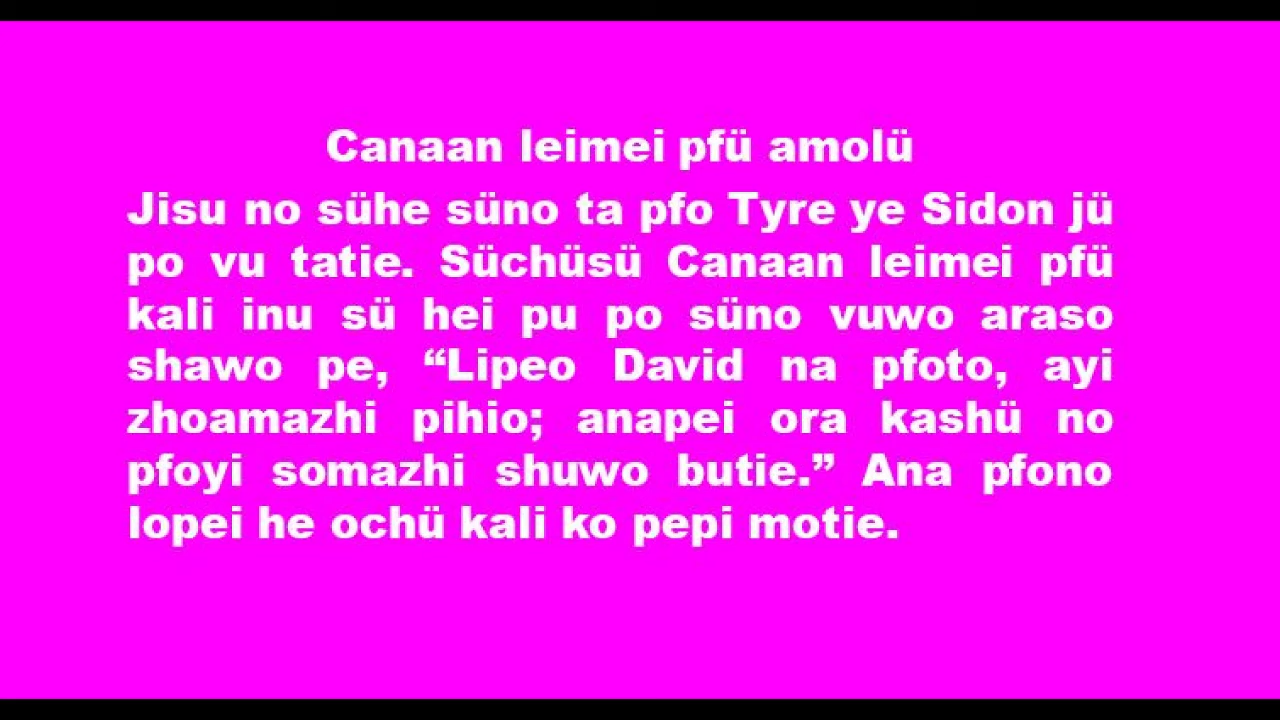 Canaan leimei pfü amolü
Jisu no sühe süno ta pfo Tyre ye Sidon jü
po vu tatie. Süchüsü Canaan leimei pfü
kali inu sü hei pu po süno vuwo araso
shawo pe, “Lipeo David na pfoto, ayi
zhoamazhi pihio; anapei ora kashü no
pfoyi somazhi shuwo butie.” Ana pfono
lopei he ochü kali ko pepi motie.